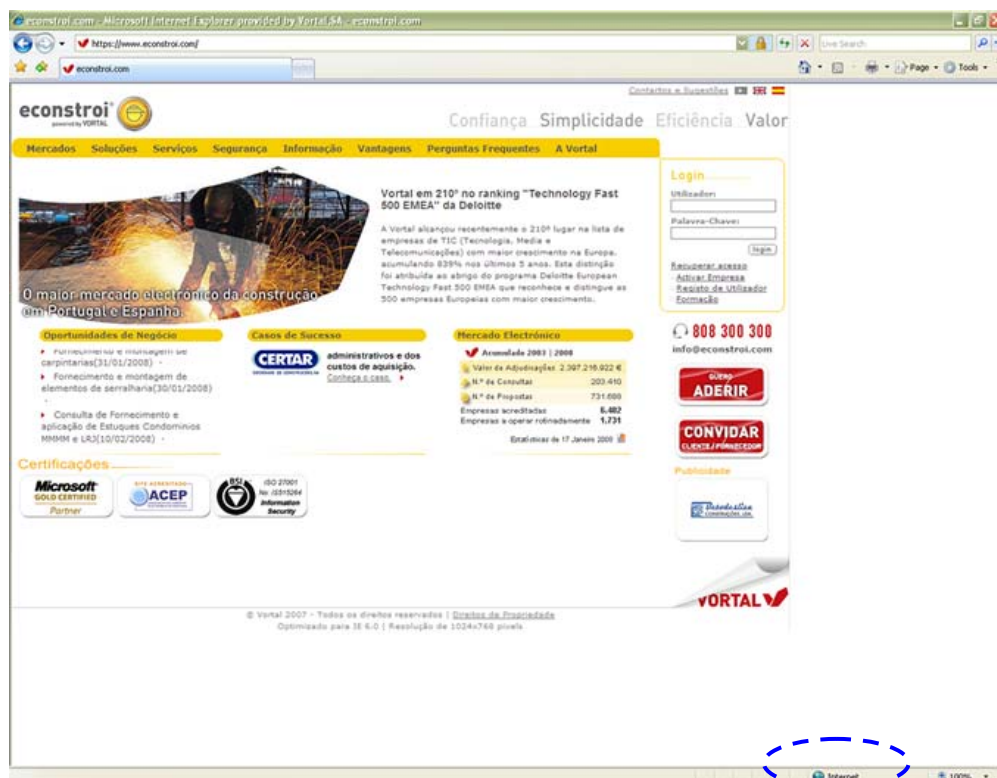 econstroi.com - Microsoft Internet Explorer provided by Vortal,SA - econstroi.com
https://www.econstroi.com/
Live Search
econstroi.com
Page
Tools
Contactos e Sugestões
econstroi
powered by VORTAL
Confiança Simplicidade Eficiência Valor
Mercados Soluções Serviços Segurança Informação Vantagens Perguntas Frequentes A Vortal
O maior mercado electrónico da construção
em Portugal e Espanha.
Vortal em 210º no ranking "Technology Fast
500 EMEA" da Deloitte
A Vortal alcançou recentemente o 210º lugar na lista de
empresas de TIC (Tecnologia, Media e
Telecomunicações) com maior crescimento na Europa,
acumulando 839% nos últimos 5 anos. Esta distinção
foi atribuída ao abrigo do programa Deloitte European
Technology Fast 500 EMEA que reconhece e distingue as
500 empresas Europeias com maior crescimento.
Login
Utilizador:
Palavra-Chave:
login
Recuperar acesso
Activar Empresa
Registo de Utilizador
Formação
808 300 300
info@econstroi.com
QUERO
ADERIR
CONVIDAR
CLIENTE / FORNECEDOR
Publicidade
Oportunidades de Negócio
Fornecimento e montagem de
carpintarias(31/01/2008) -
Fornecimento e montagem de
elementos de serralharia(30/01/2008)
-
Consulta de Fornecimento e
aplicação de Estuques Condominios
MMMM e LRJ(10/02/2008) -
Casos de Sucesso
CERTAR
administrativos e dos
custos de aquisição.
Conheça o caso.
Mercado Electrónico
Acumulado 2003 | 2008
Valor de Adjudicações 2.397.216.922 €
N.º de Consultas 203.410
N.º de Propostas 731.688
Empresas acreditadas 6.482
Empresas a operar rotinadamente 1.731
Estatísticas de 17 Janeiro 2008
Certificações
Microsoft
GOLD CERTIFIED
Partner
SITE ACREDITADO
ACEP
BSI
ISO 27001
No: IS515264
Information
Security
VORTAL
© Vortal 2007 - Todos os direitos reservados | Direitos de Propriedade
Optimizado para IE 6.0 | Resolução de 1024x768 pixels
Internet
100%